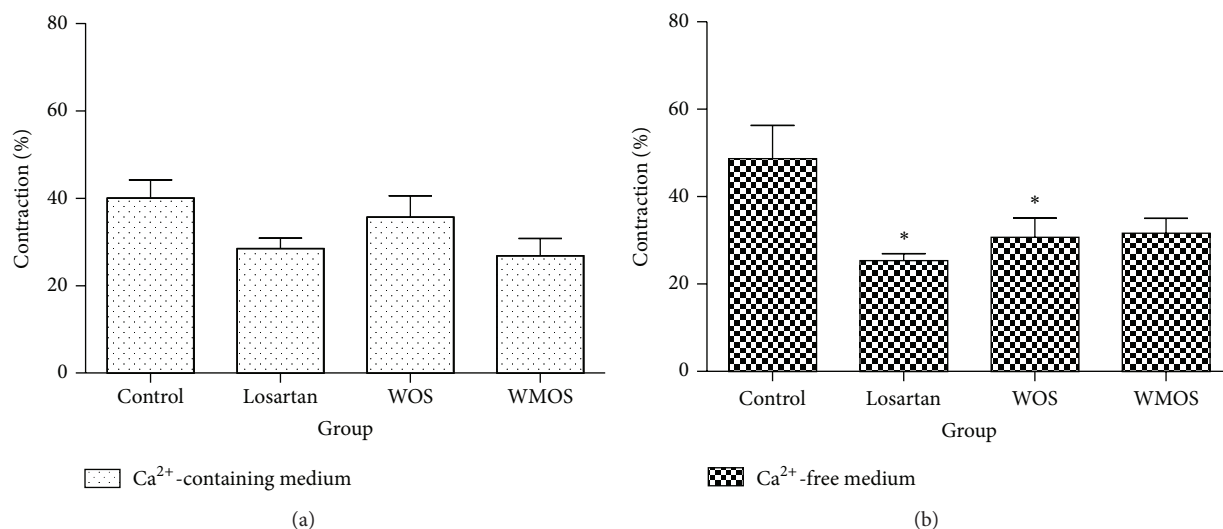 80
60
40
20
0
Contraction (%)
Control
Losartan
WOS
WMOS
Group
Ca²⁺-containing medium
(a)
80
60
40
20
0
Contraction (%)
*
*
Control
Losartan
WOS
WMOS
Group
Ca²⁺-free medium
(b)